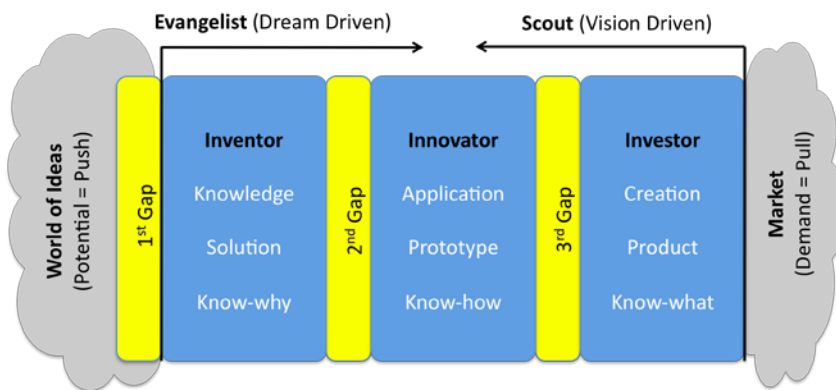 Evangelist (Dream Driven)
Scout (Vision Driven)
World of Ideas
(Potential = Push)
1st Gap
Inventor
Knowledge
Solution
Know-why
2nd Gap
Innovator
Application
Prototype
Know-how
3rd Gap
Investor
Creation
Product
Know-what
Market
(Demand = Pull)